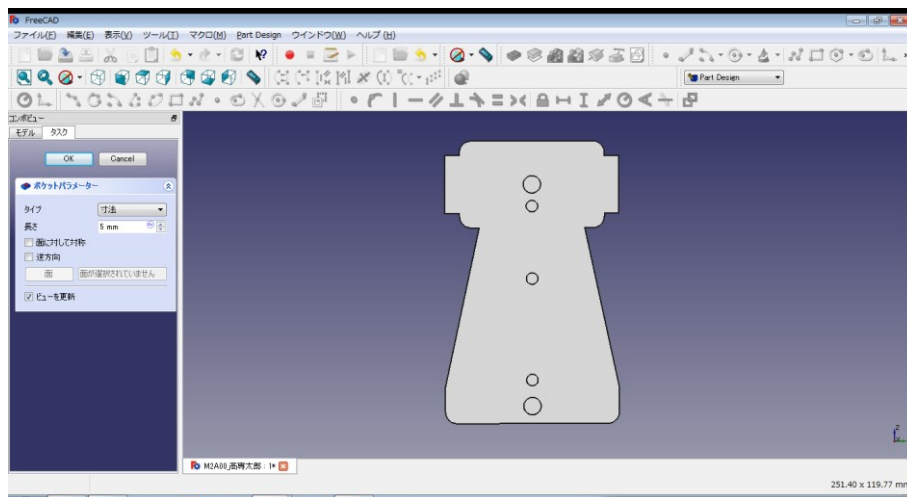 FreeCAD
ファイル(F) 編集(E) 表示(V) ツール(T) マクロ(M) Part Design ウインドウ(W) ヘルプ(H)
Part Design
コンボビュー
モデル タスク
OK Cancel
ポケットパラメーター
タイプ 寸法
長さ 5 mm
面に対して対称
逆方向
面 面が選択されていません
ビューを更新
Z
M2A00_高専太郎 : 1*
251.40 x 119.77 mm